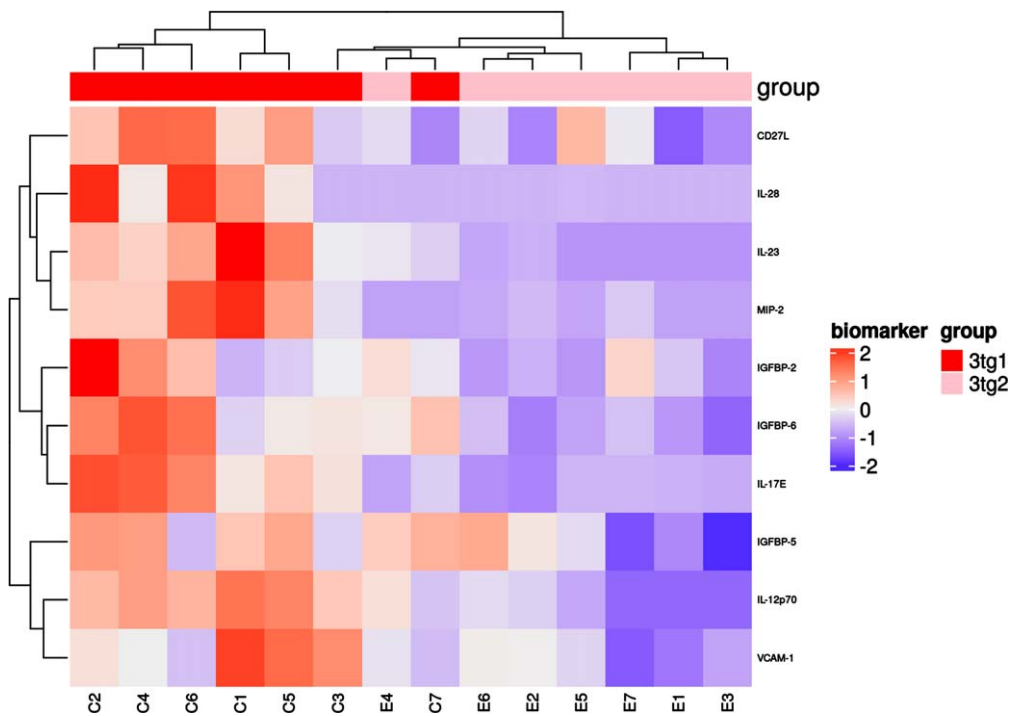 group
CD27L
IL-28
IL-23
MIP-2
IGFBP-2
IGFBP-6
IL-17E
IGFBP-5
IL-12p70
VCAM-1
C2 C4 C6 C1 C5 C3 E4 C7 E6 E2 E5 E7 E1 E3
biomarker
2
1
0
-1
-2
group
3tg1
3tg2